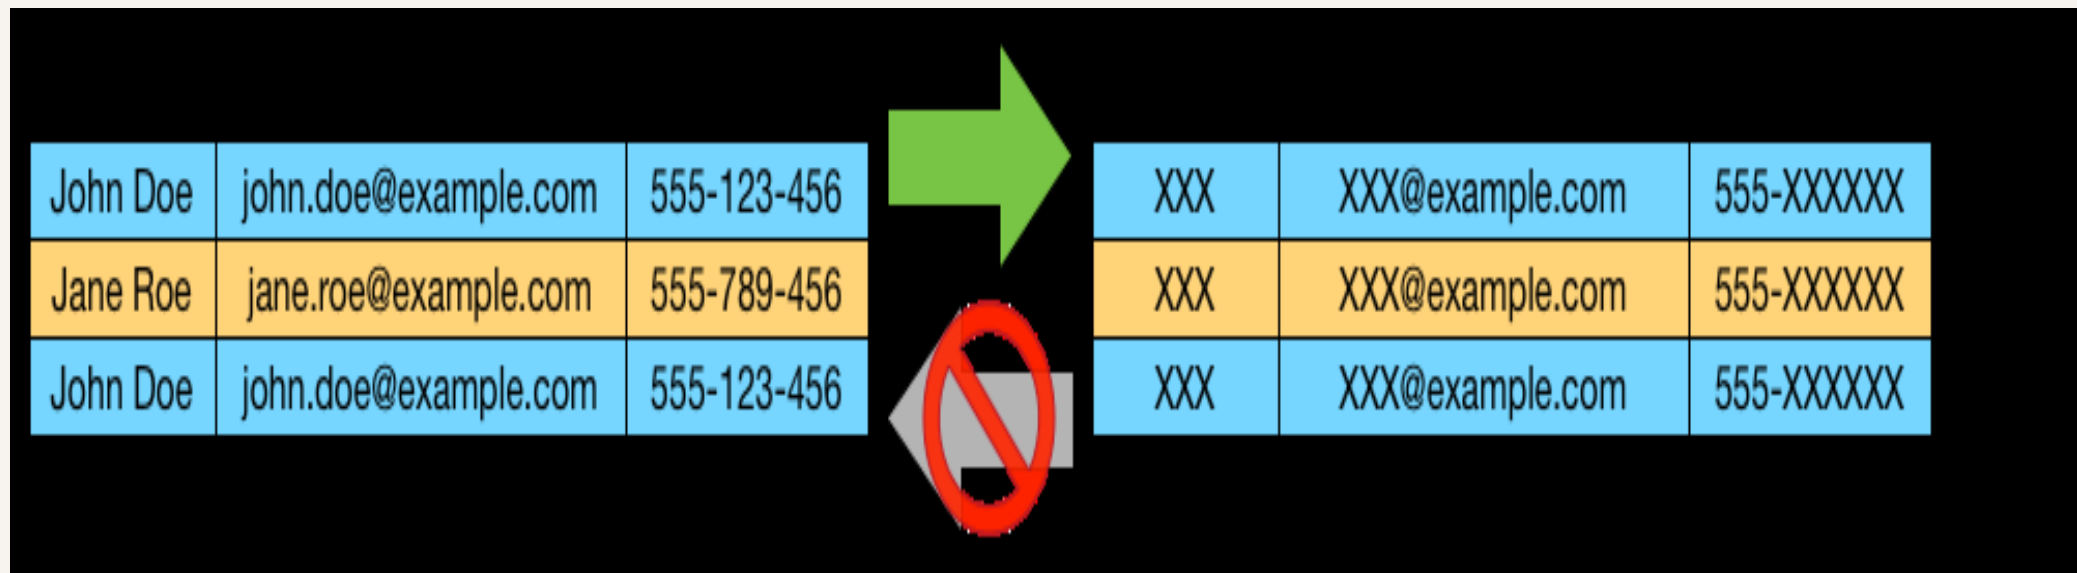 John Doe john.doe@example.com 555-123-456 XXX XXX@example.com 555-XXXXXX
Jane Roe jane.roe@example.com 555-789-456 XXX XXX@example.com 555-XXXXXX
John Doe john.doe@example.com 555-123-456 XXX XXX@example.com 555-XXXXXX